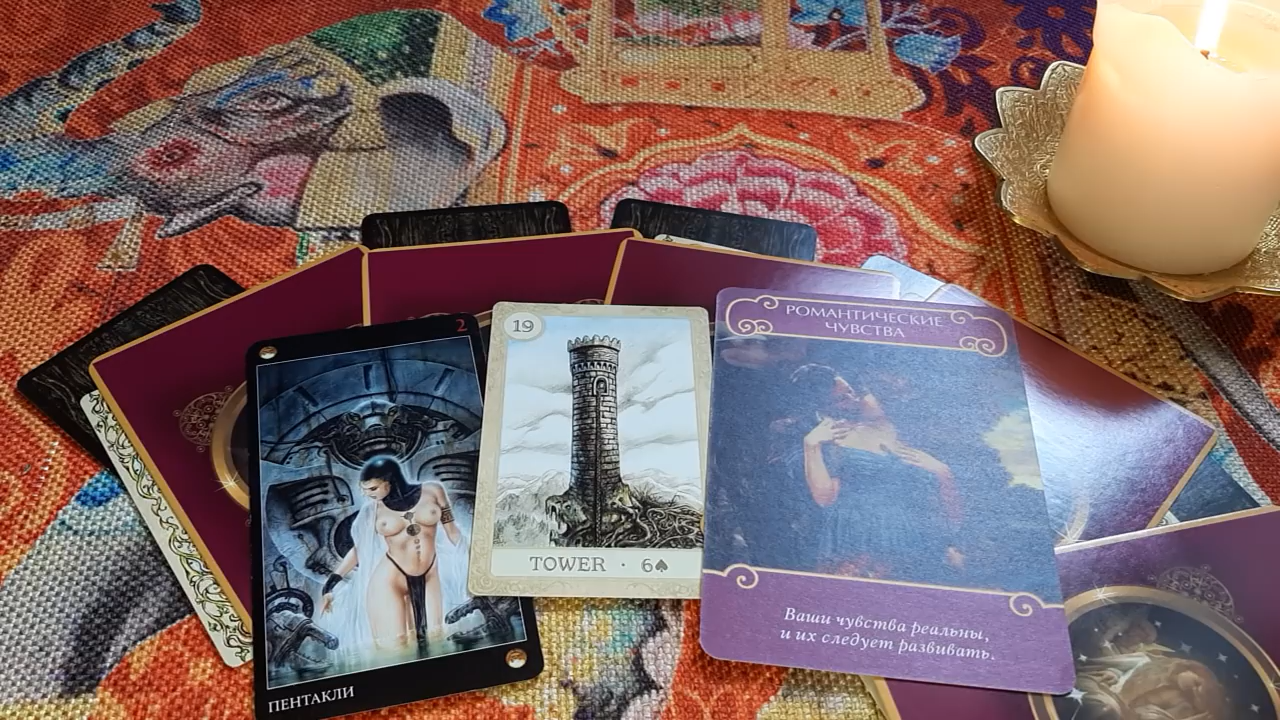 2
ПЕНТАКЛИ
19
TOWER · 6♠
РОМАНТИЧЕСКИЕ
ЧУВСТВА
Ваши чувства реальны,
и их следует развивать.